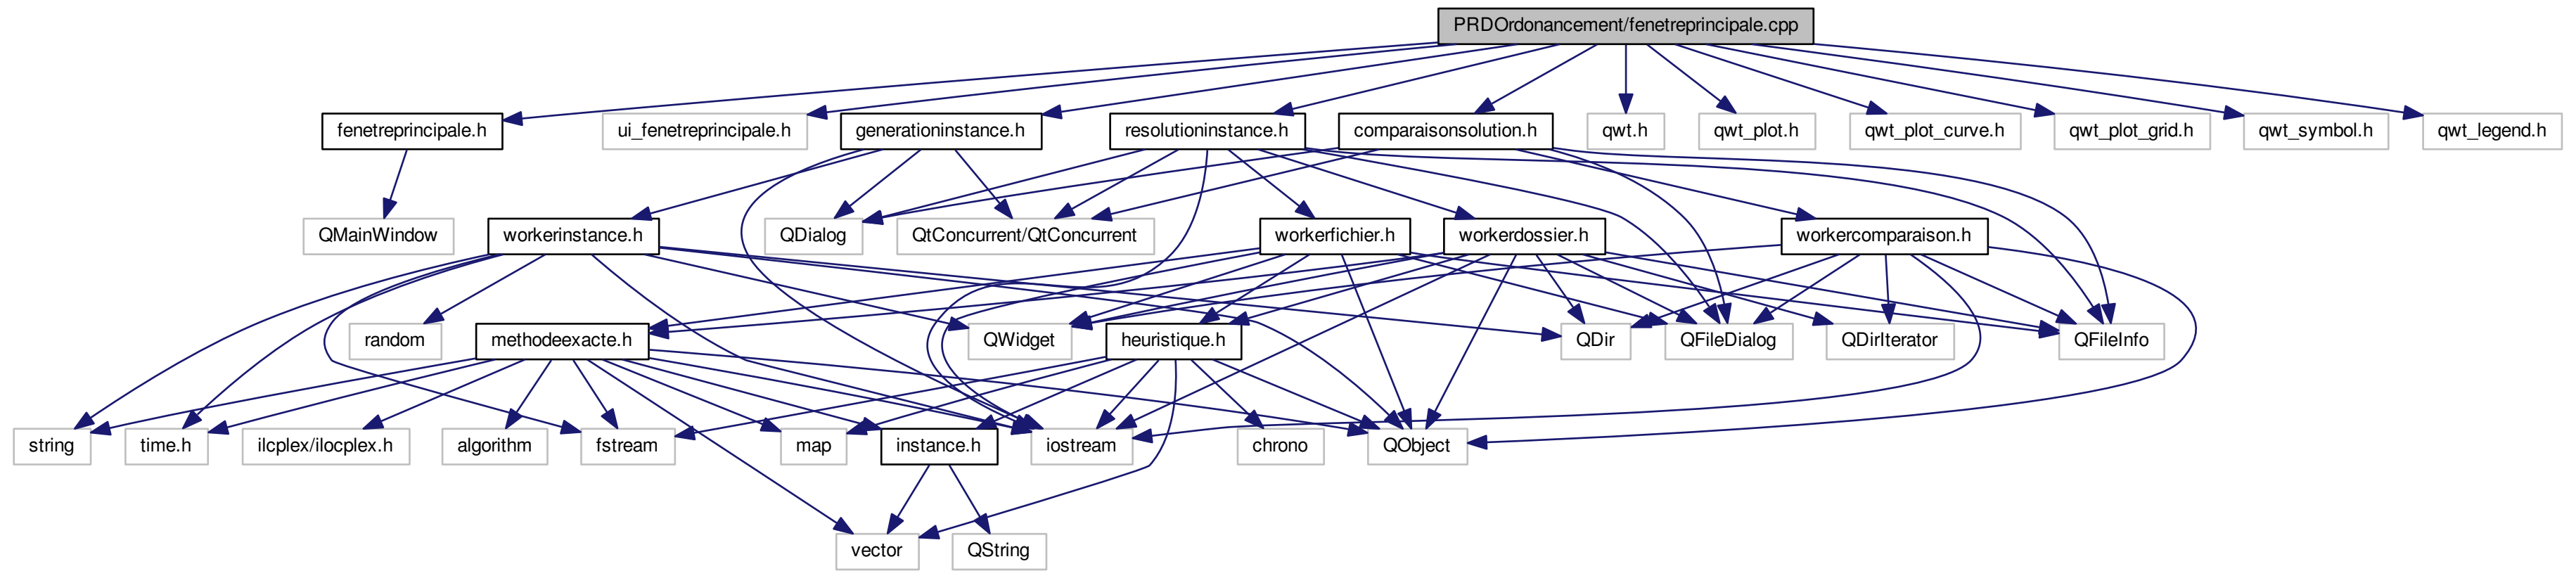 PRDOrdonancement/fenetreprincipale.cpp
fenetreprincipale.h
ui_fenetreprincipale.h
generationinstance.h
resolutioninstance.h
comparaisonsolution.h
qwt.h
qwt_plot.h
qwt_plot_curve.h
qwt_plot_grid.h
qwt_symbol.h
qwt_legend.h
QMainWindow
workerinstance.h
QDialog
QtConcurrent/QtConcurrent
workerfichier.h
workerdossier.h
workercomparaison.h
random
methodeexacte.h
QWidget
heuristique.h
QDir
QFileDialog
QDirIterator
QFileInfo
string
time.h
ilcplex/ilocplex.h
algorithm
fstream
map
instance.h
iostream
chrono
QObject
vector
QString